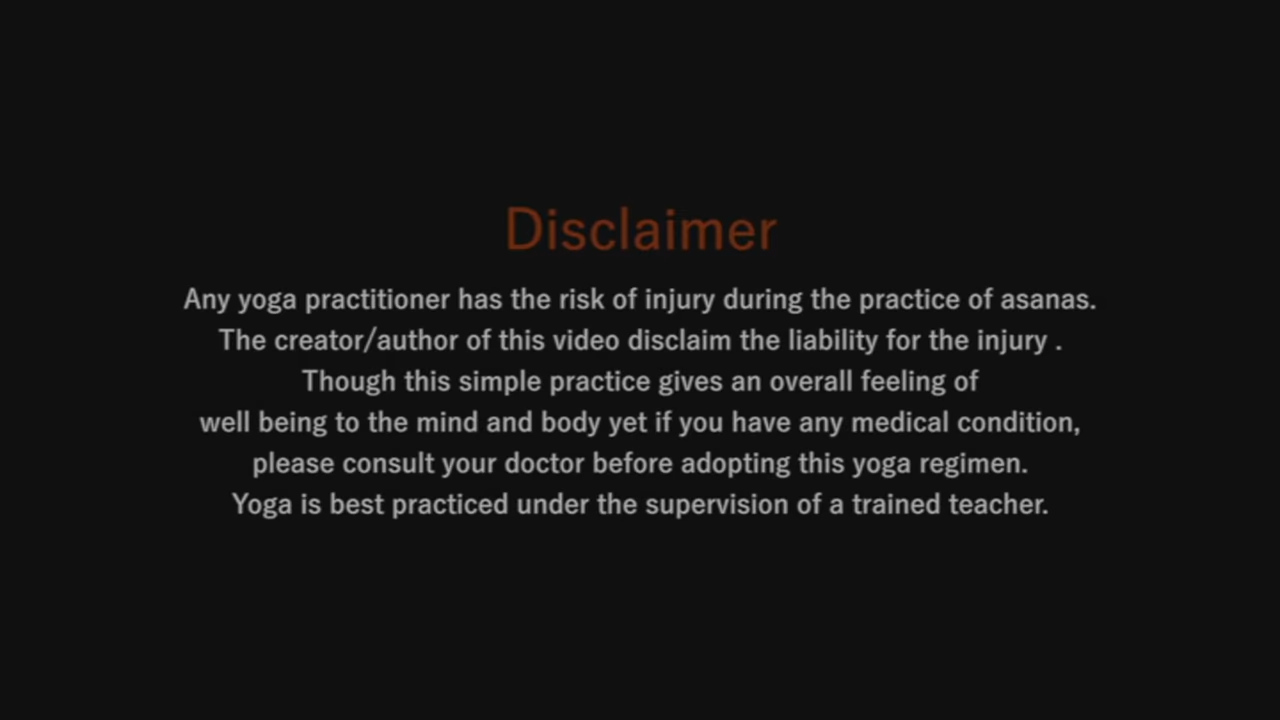 Disclaimer
Any yoga practitioner has the risk of injury during the practice of asanas.
The creator/author of this video disclaim the liability for the injury .
Though this simple practice gives an overall feeling of
well being to the mind and body yet if you have any medical condition,
please consult your doctor before adopting this yoga regimen.
Yoga is best practiced under the supervision of a trained teacher.